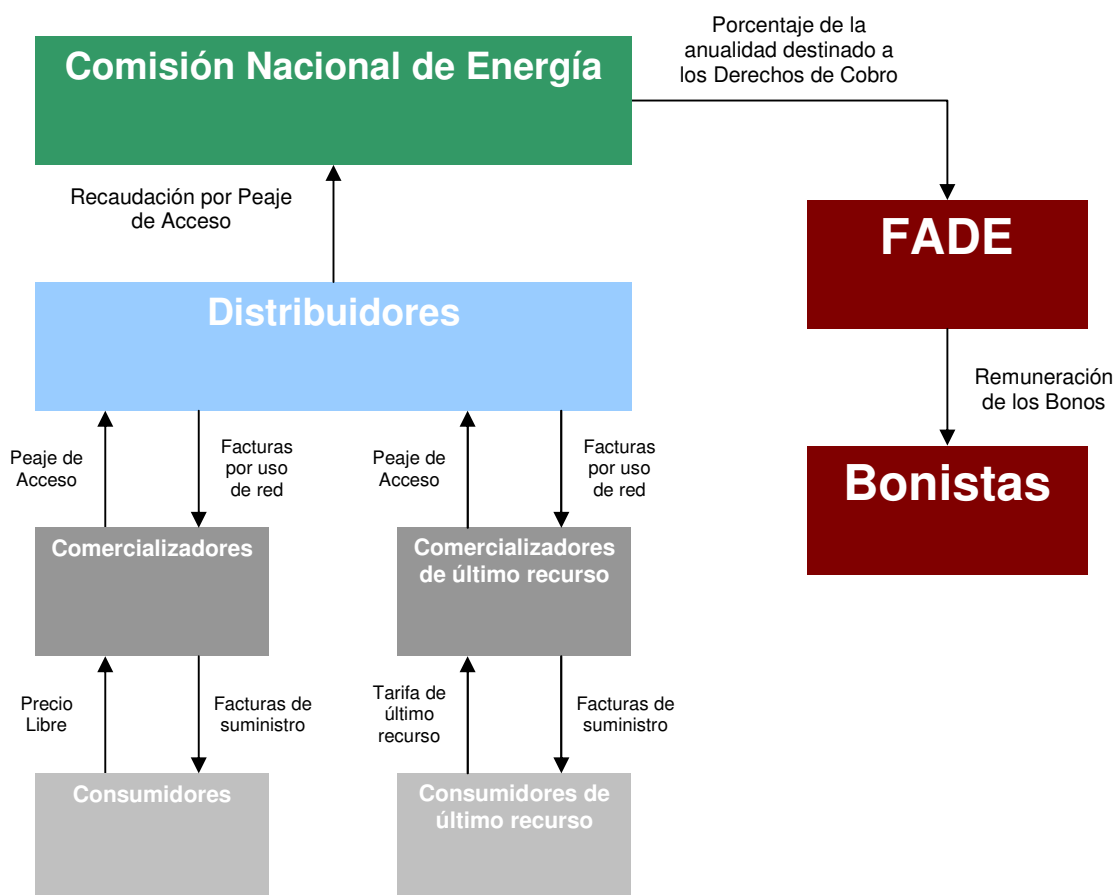 Porcentaje de la
anualidad destinado a
los Derechos de Cobro
Comisión Nacional de Energía
Recaudación por Peaje
de Acceso
FADE
Distribuidores
Remuneración
de los Bonos
Peaje de
Acceso
Facturas
por uso
de red
Peaje de
Acceso
Facturas
por uso
de red
Bonistas
Comercializadores
Comercializadores
de último recurso
Precio
Libre
Facturas de
suministro
Tarifa de
último
recurso
Facturas de
suministro
Consumidores
Consumidores de
último recurso